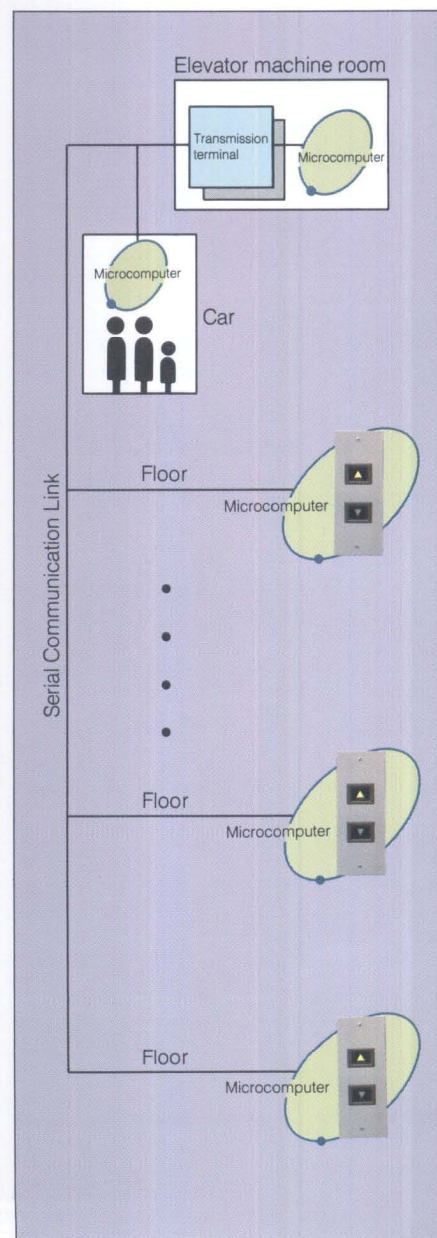 Elevator machine room
Transmission
terminal
Microcomputer
Microcomputer
Car
Serial Communication Link
Floor
Microcomputer
Floor
Microcomputer
Floor
Microcomputer